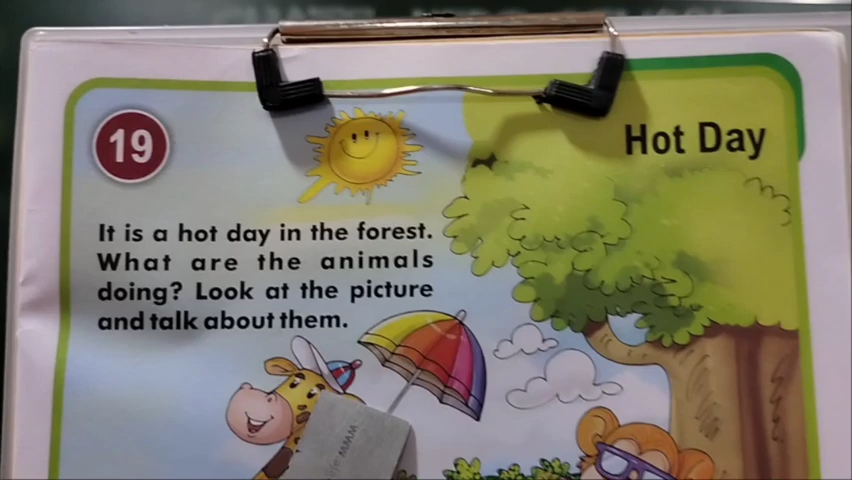 19
Hot Day
It is a hot day in the forest.
What are the animals
doing? Look at the picture
and talk about them.
www